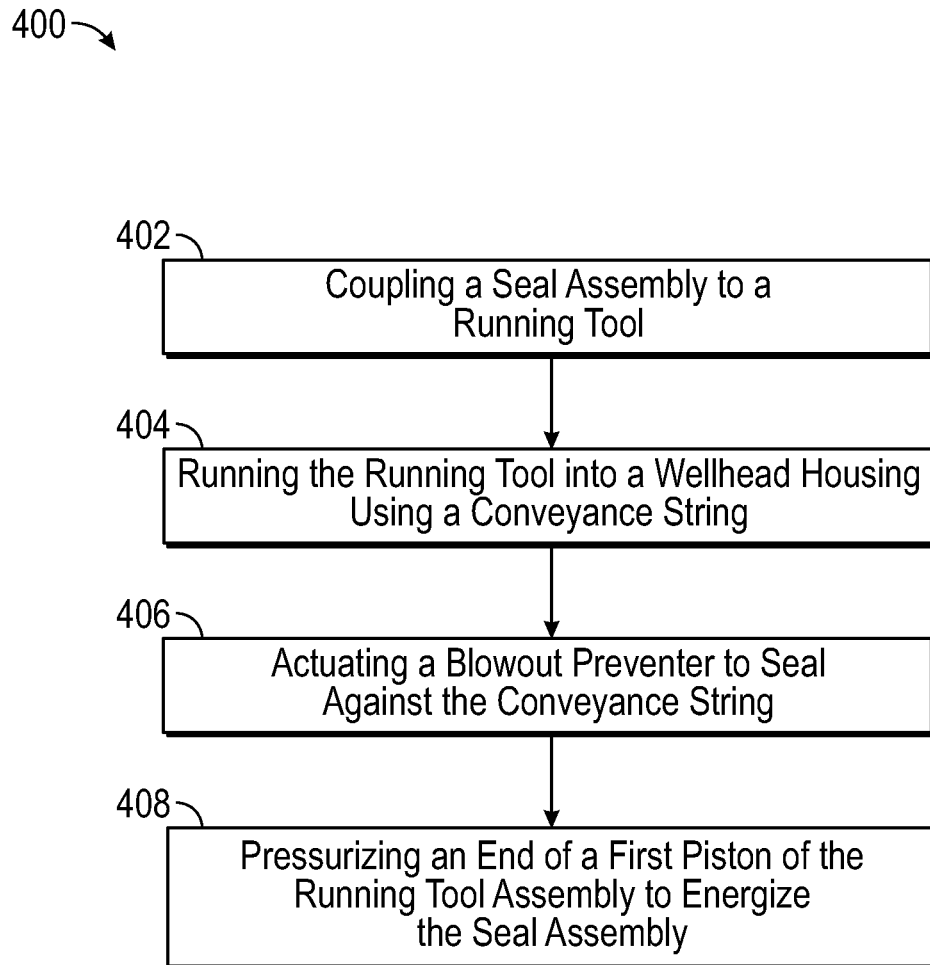 400
402
Coupling a Seal Assembly to a
Running Tool
404
Running the Running Tool into a Wellhead Housing
Using a Conveyance String
406
Actuating a Blowout Preventer to Seal
Against the Conveyance String
408
Pressurizing an End of a First Piston of the
Running Tool Assembly to Energize
the Seal Assembly